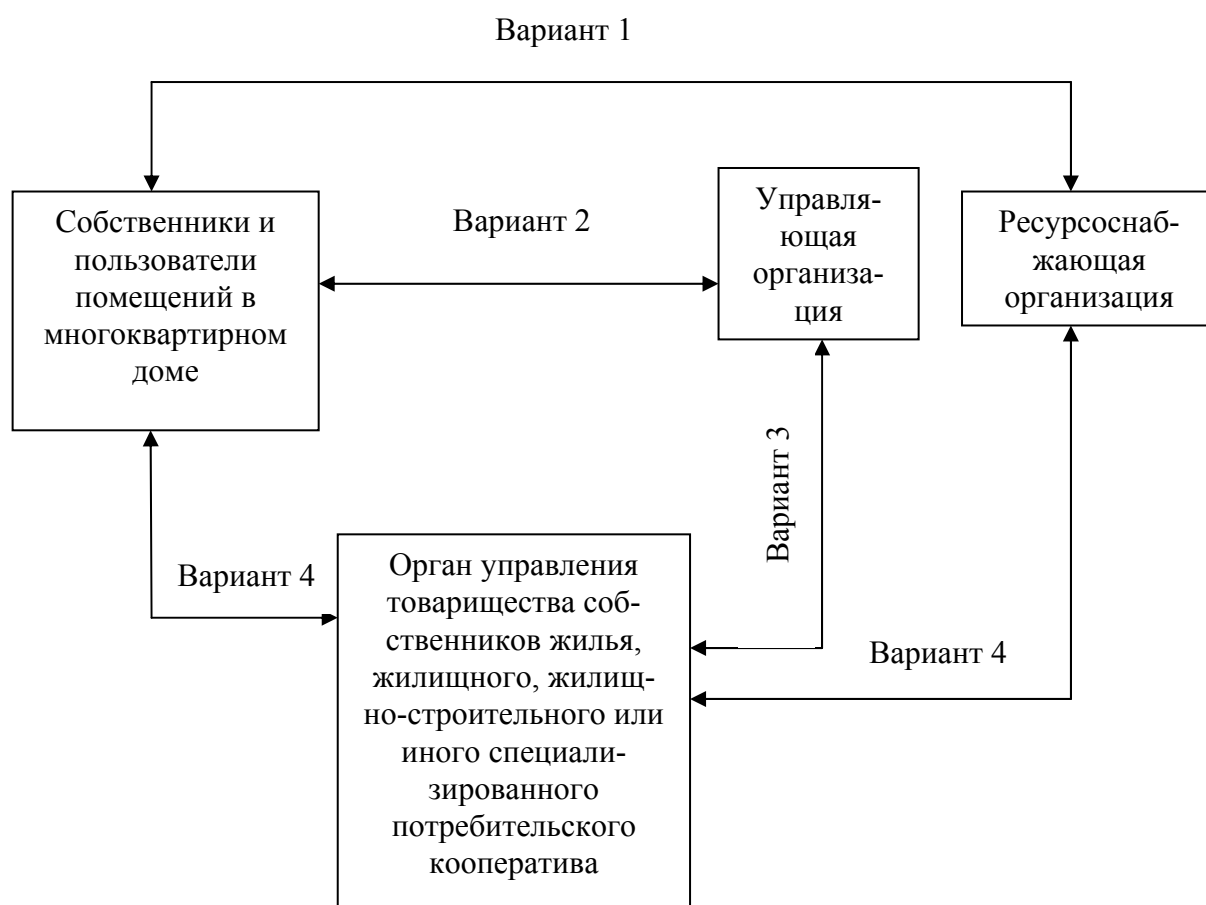 Вариант 1
Собственники и
пользователи
помещений в
многоквартирном
доме
Вариант 2
Управля-
ющая
организа-
ция
Ресурсоснаб-
жающая
организация
Вариант 3
Вариант 4
Орган управления
товарищества соб-
ственников жилья,
жилищного, жилищ-
но-строительного или
иного специали-
зированного
потребительского
кооператива
Вариант 4